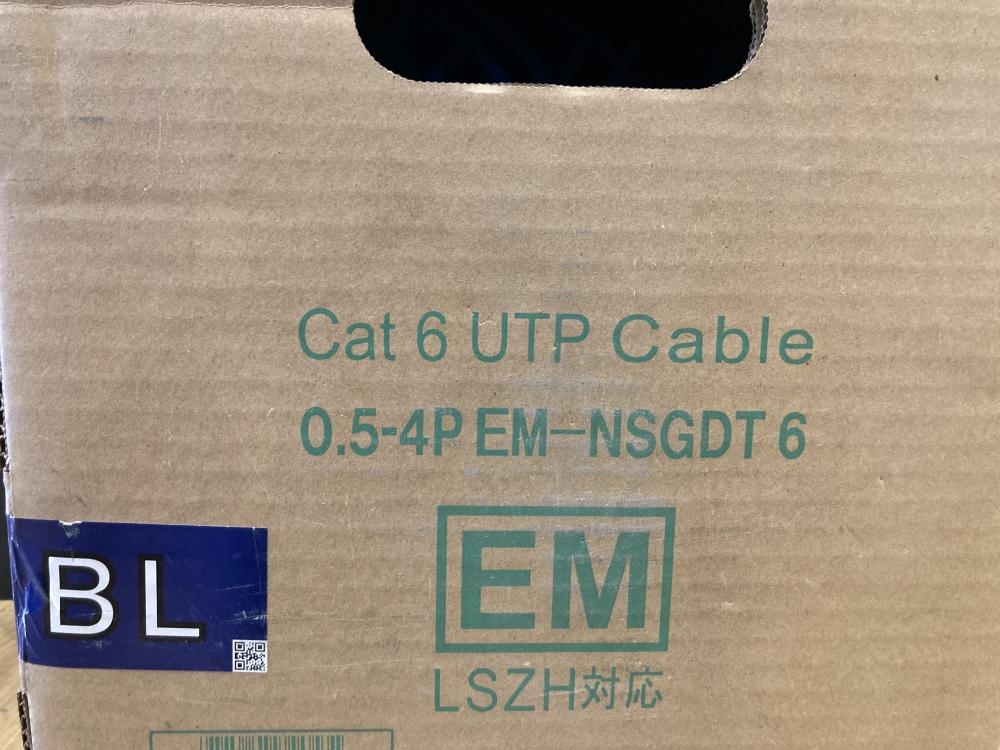 Cat 6 UTP Cable
0.5-4P EM-NSGDT 6
BL
EM
LSZH対応